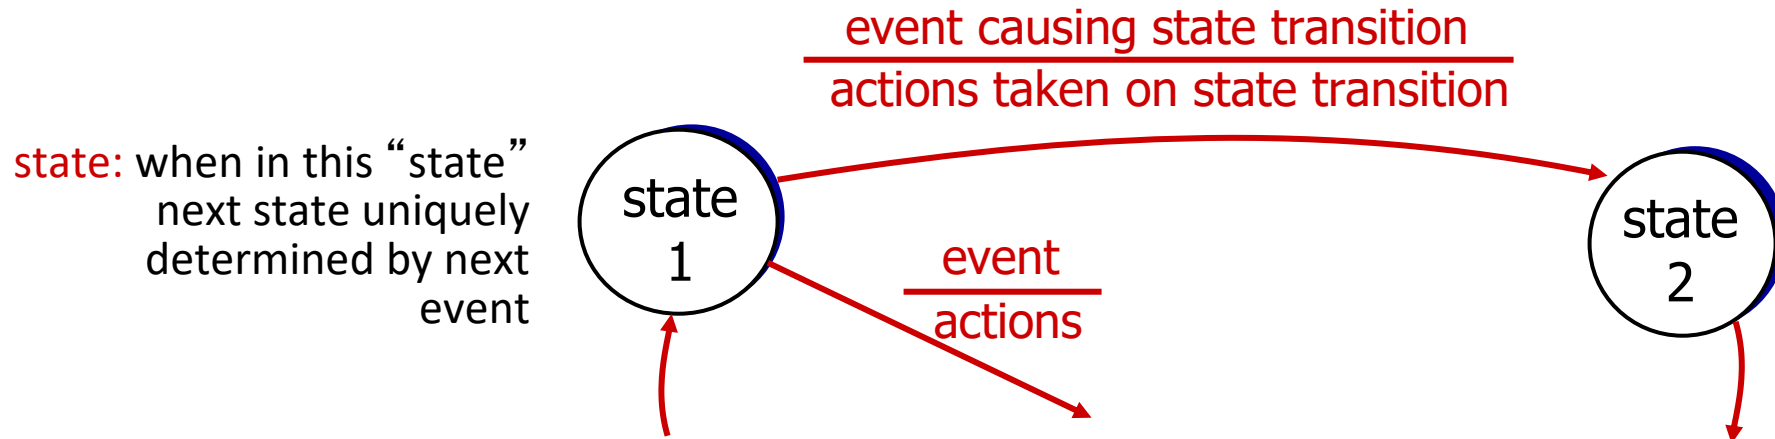 event causing state transition
actions taken on state transition
state: when in this “state”
next state uniquely
determined by next
event
state
1
event
actions
state
2